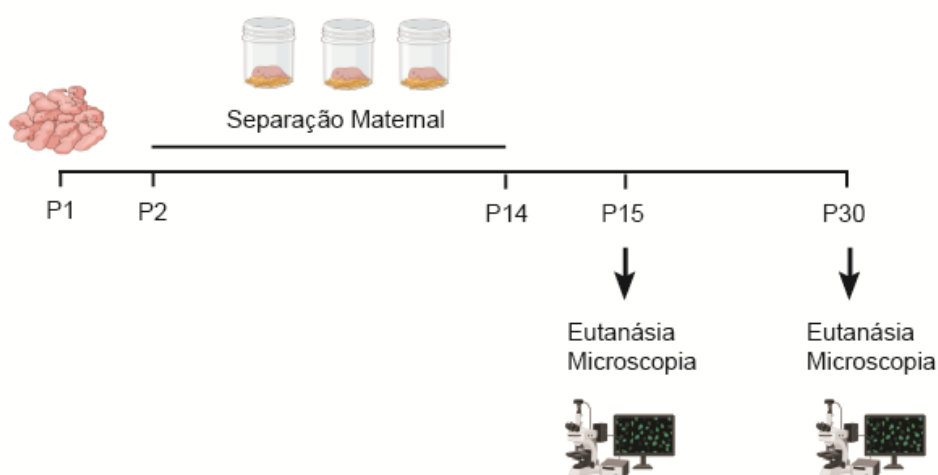 Separação Maternal
P1
P2
P14
P15
P30
Eutanásia
Microscopia
Eutanásia
Microscopia